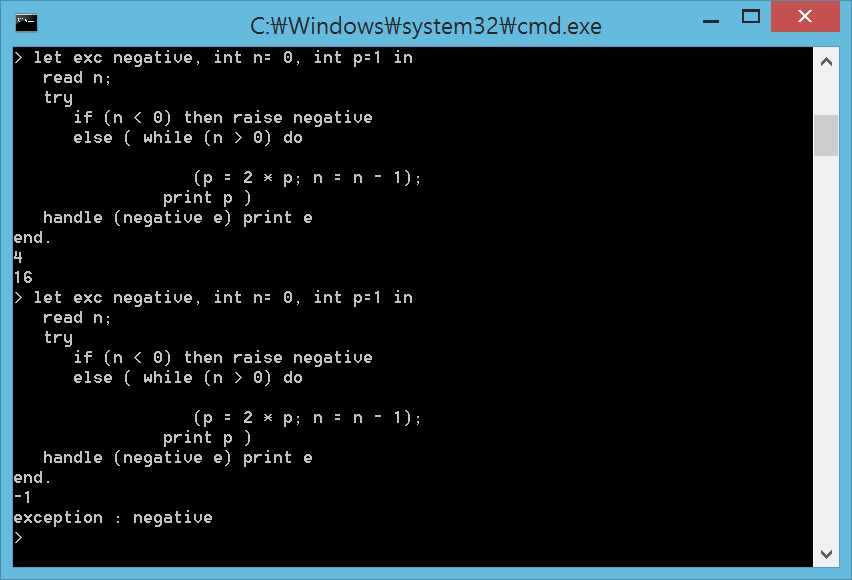 C:₩Windows₩system32₩cmd.exe
> let exc negative, int n= 0, int p=1 in
   read n;
   try
      if (n < 0) then raise negative
      else ( while (n > 0) do
                  (p = 2 * p; n = n - 1);
               print p )
   handle (negative e) print e
end.
4
16
> let exc negative, int n= 0, int p=1 in
   read n;
   try
      if (n < 0) then raise negative
      else ( while (n > 0) do
                  (p = 2 * p; n = n - 1);
               print p )
   handle (negative e) print e
end.
-1
exception : negative
>